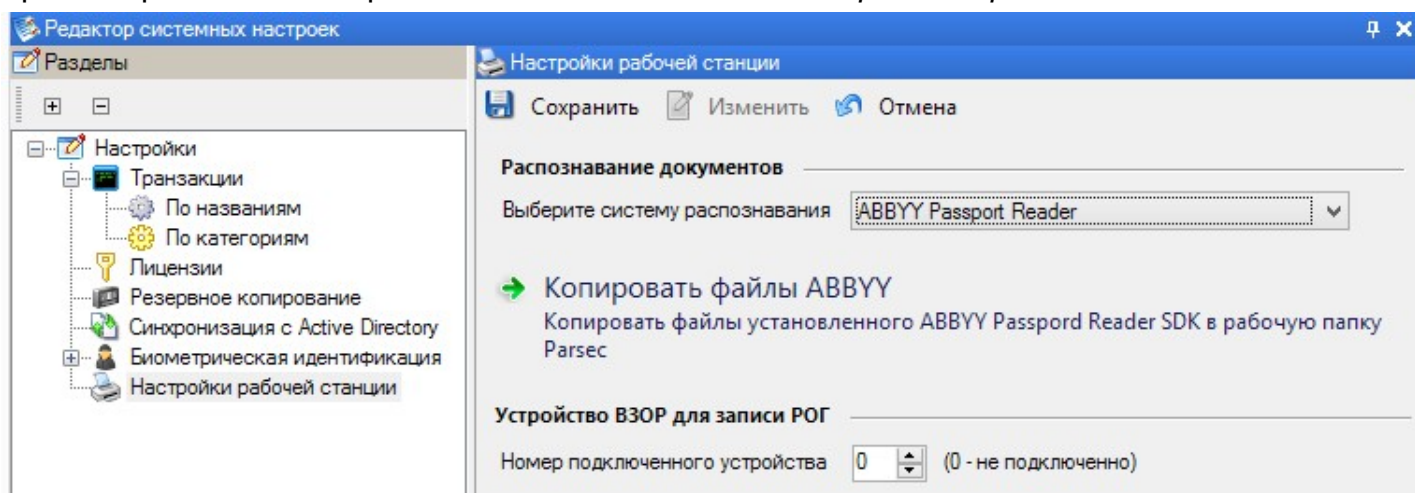 Редактор системных настроек
Разделы
Настройки
Транзакции
По названиям
По категориям
Лицензии
Резервное копирование
Синхронизация с Active Directory
Биометрическая идентификация
Настройки рабочей станции
Настройки рабочей станции
Сохранить Изменить Отмена
Распознавание документов
Выберите систему распознавания ABBYY Passport Reader
Копировать файлы ABBYY
Копировать файлы установленного ABBYY Passpord Reader SDK в рабочую папку
Parsec
Устройство ВЗОР для записи РОГ
Номер подключенного устройства 0 (0 - не подключенно)